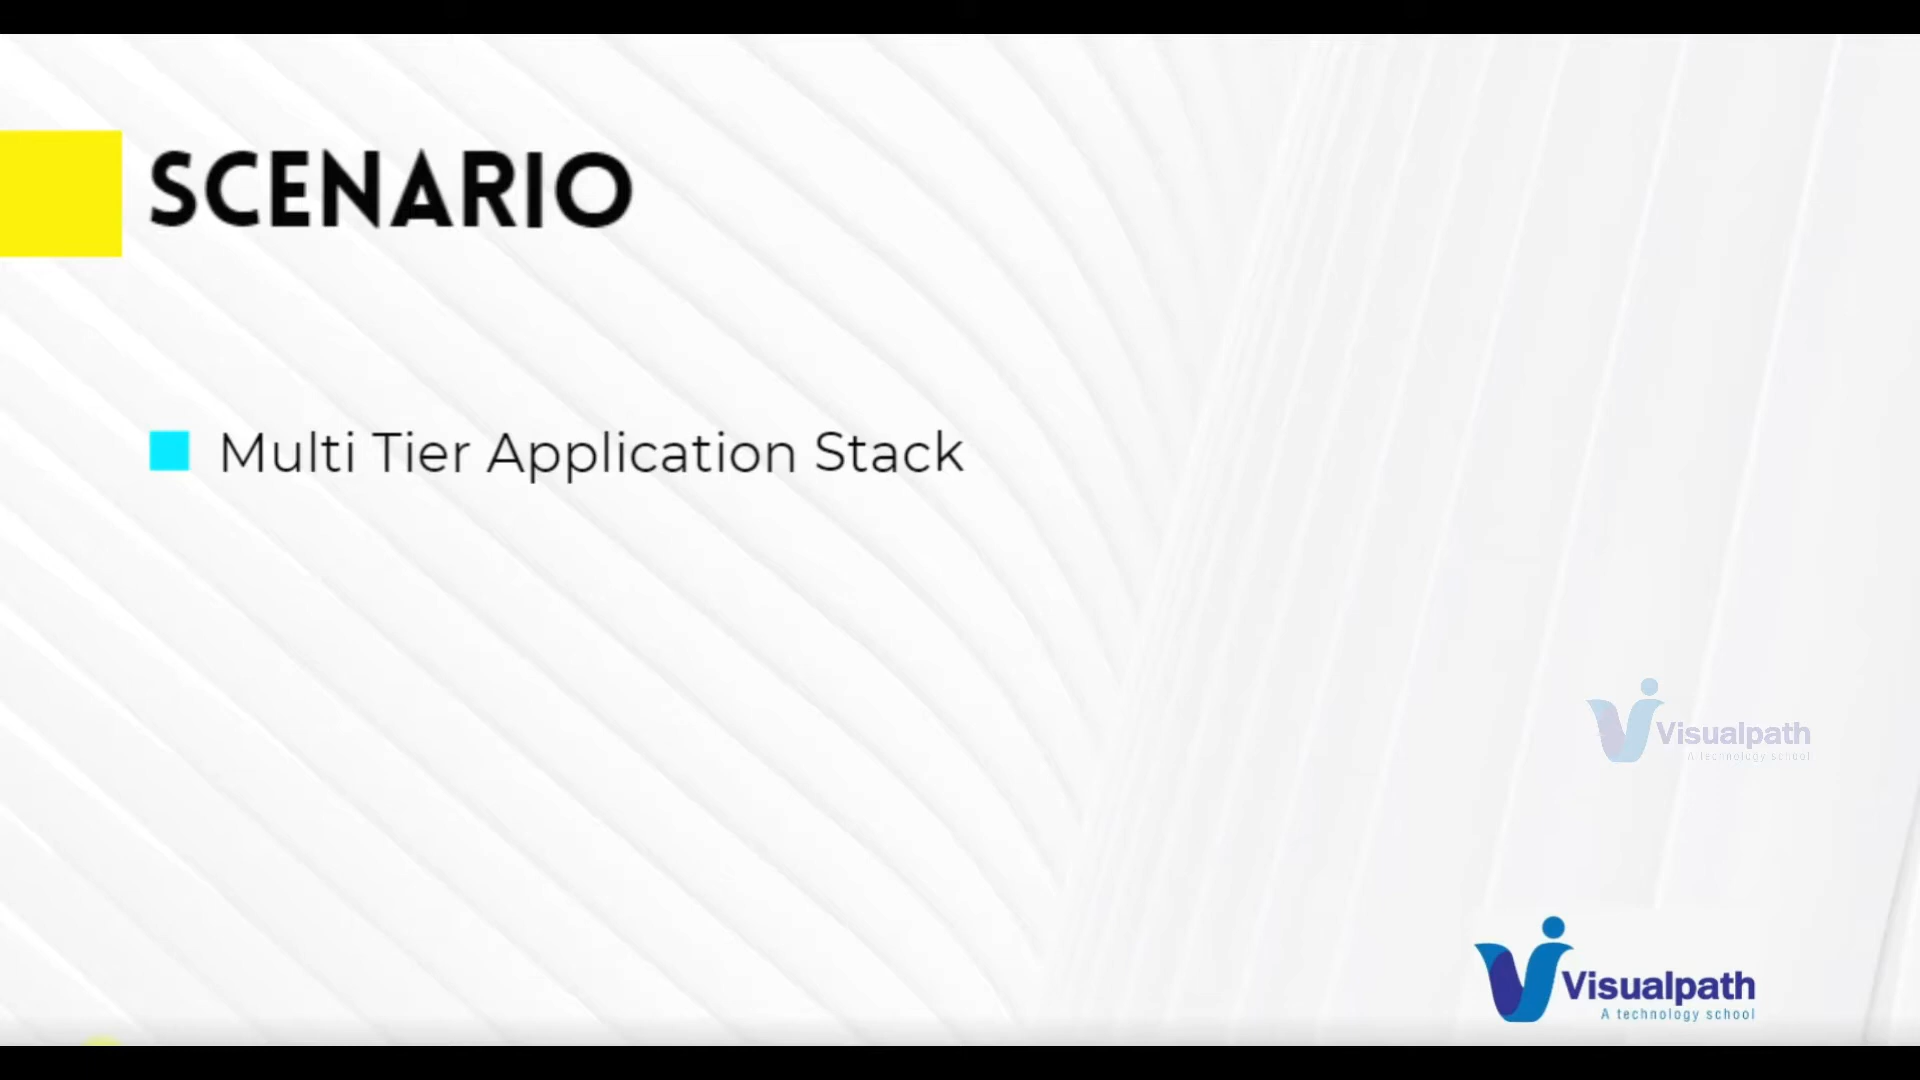 SCENARIO
Multi Tier Application Stack
Visualpath
A technology school
Visualpath
A technology school